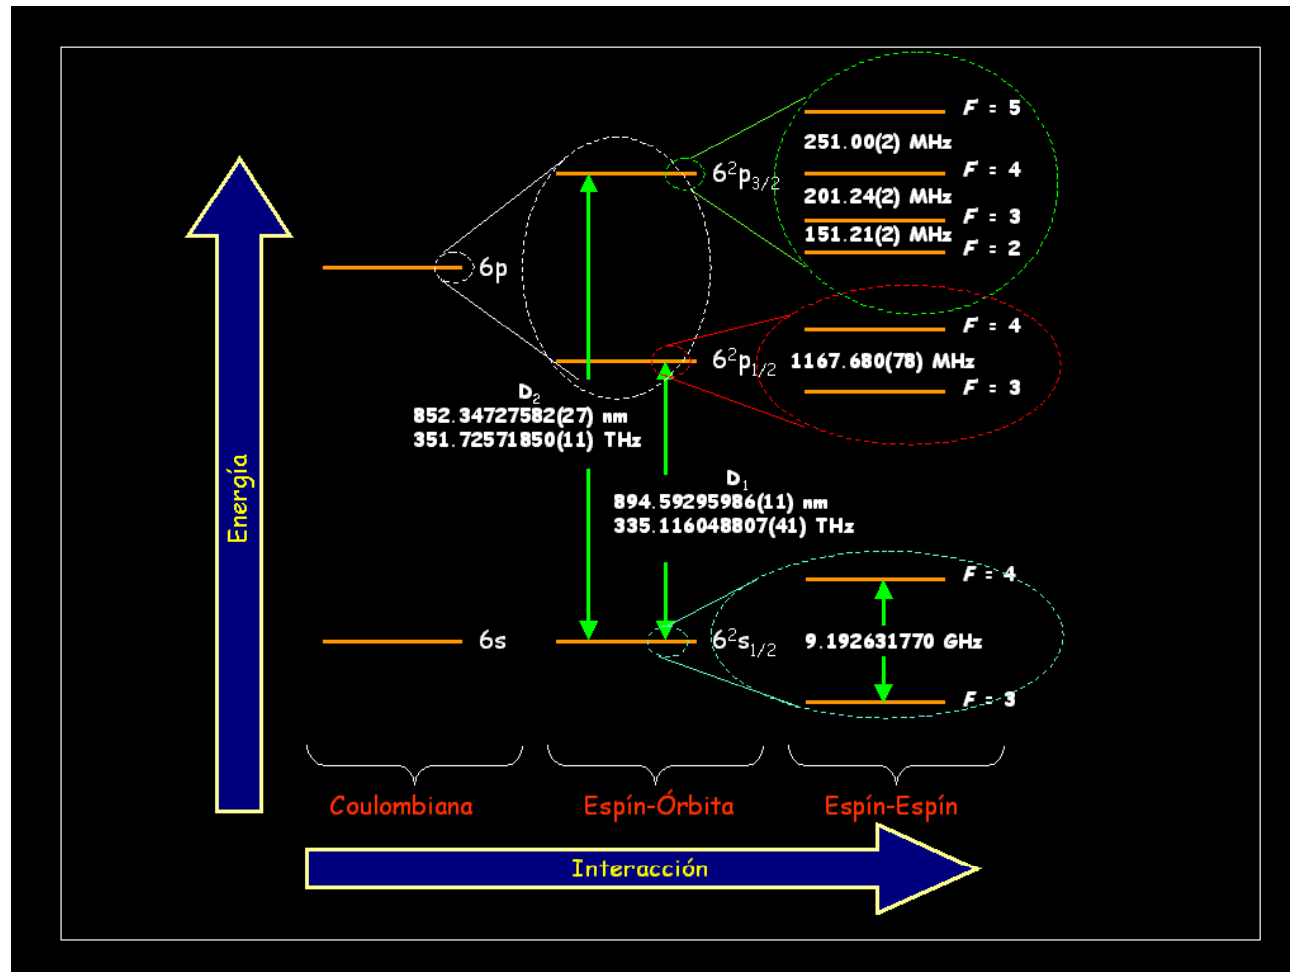 F = 5
251.00(2) MHz
6²p₃/₂
F = 4
201.24(2) MHz
F = 3
151.21(2) MHz
F = 2
6p
F = 4
6²p₁/₂
1167.680(78) MHz
F = 3
D₂
852.34727582(27) nm
351.72571850(11) THz
D₁
894.59295986(11) nm
335.116048807(41) THz
Energía
F = 4
6s
6²s₁/₂
9.192631770 GHz
F = 3
Coulombiana
Espín-Órbita
Espín-Espín
Interacción